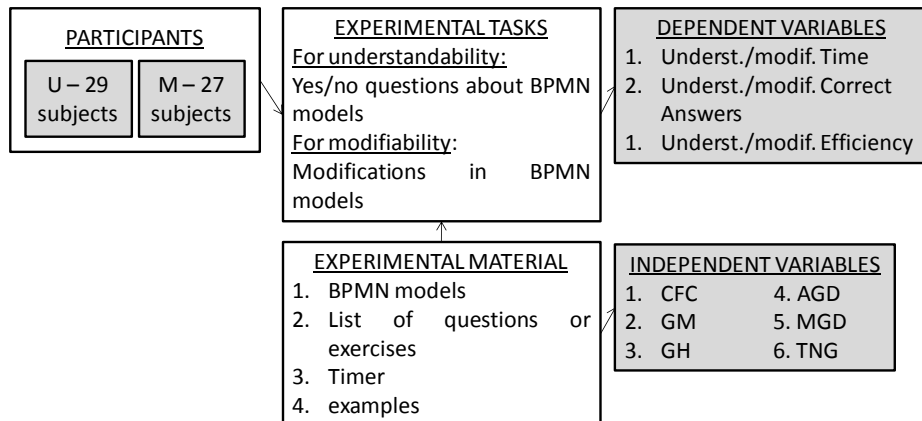 PARTICIPANTS
U – 29
subjects
M – 27
subjects
EXPERIMENTAL TASKS
For understandability:
Yes/no questions about BPMN
models
For modifiability:
Modifications in BPMN
models
DEPENDENT VARIABLES
1. Underst./modif. Time
2. Underst./modif. Correct
Answers
1. Underst./modif. Efficiency
EXPERIMENTAL MATERIAL
1. BPMN models
2. List of questions or
exercises
3. Timer
4. examples
INDEPENDENT VARIABLES
1. CFC 4. AGD
2. GM 5. MGD
3. GH 6. TNG